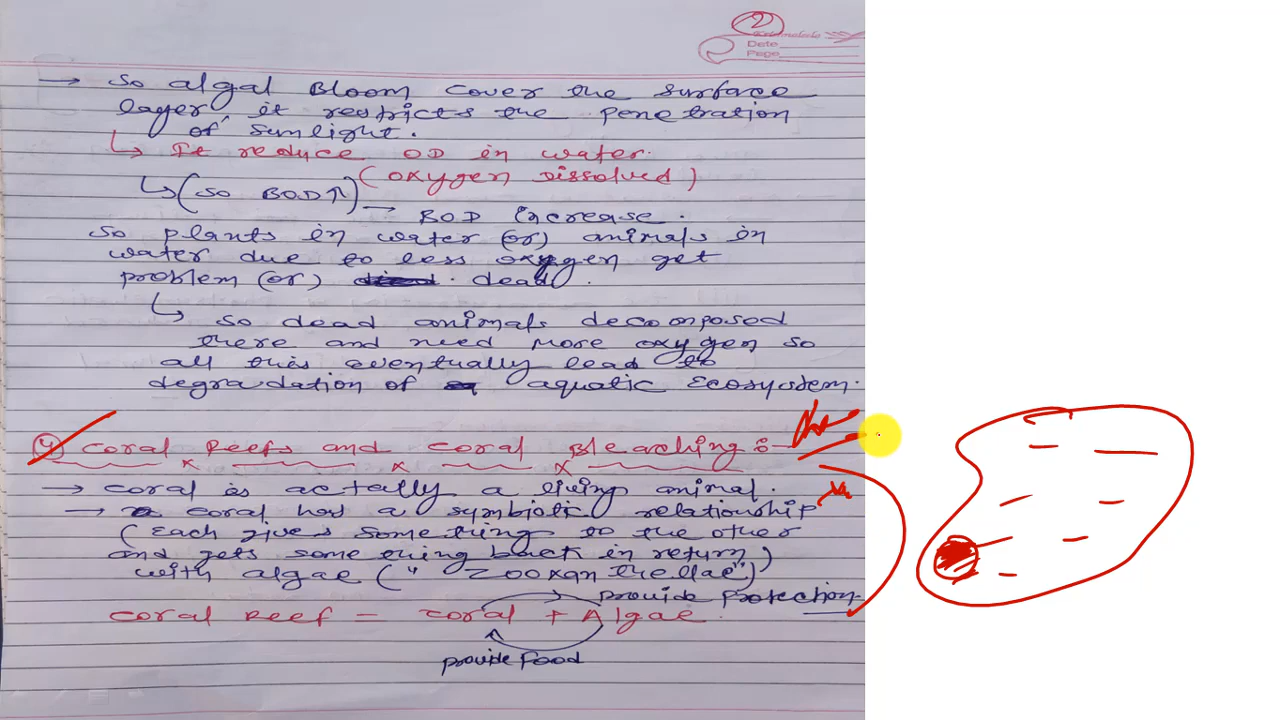 2
Date
Page
→ So algal Bloom cover the surface
layer, it restricts the penetration
of sunlight.
↳ It reduce OD in water.
(Oxygen Dissolved)
↳ (So BOD↑)
→ BOD increase.
So plants in water (or) animals in
water due to less oxygen get
problem (or) dead.
↳ So dead animals decomposed
there and need more oxygen so
all this eventually lead to
degradation of aquatic Ecosystem.
4 Coral Reefs and Coral Bleaching :-
→ Coral is actally a living animal.
→ Coral has a symbiotic relationship
(Each gives something to the other
and gets something back in return)
with algae ("Zooxanthellae")
provide protection
Coral Reef = Coral + Algae.
provide Food